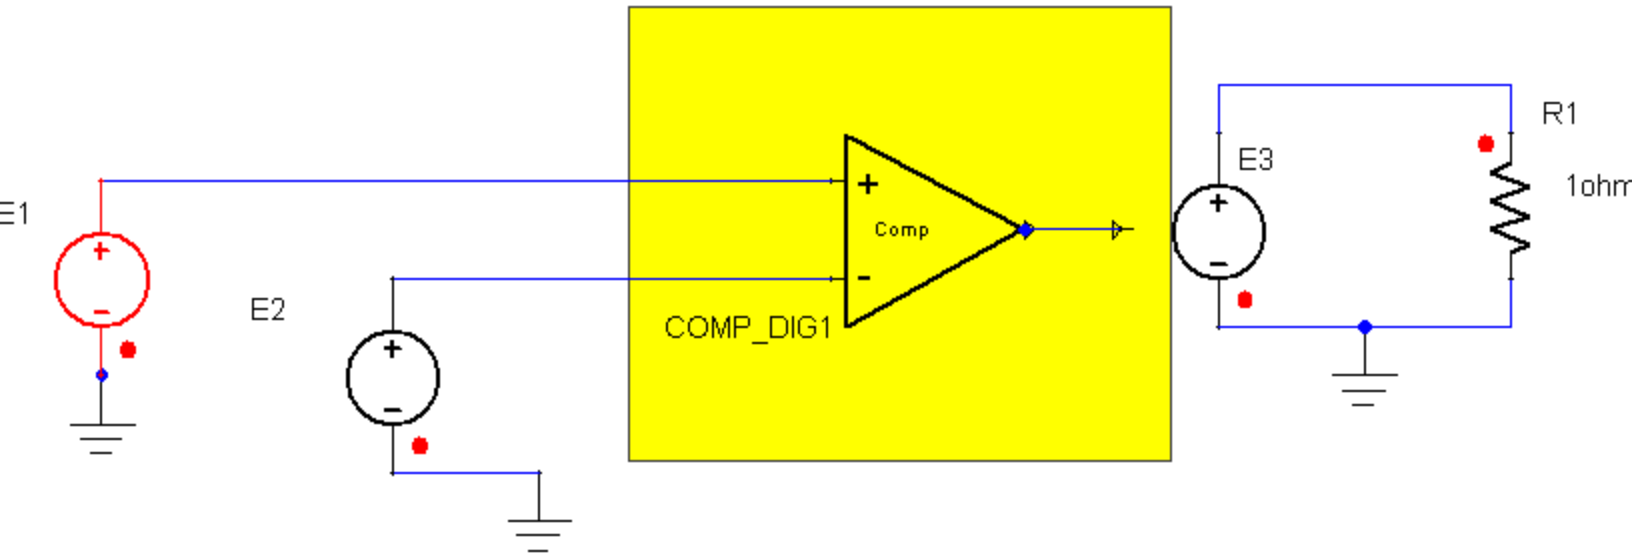 R1
E3
1ohm
E1
+
Comp
-
E2
COMP_DIG1